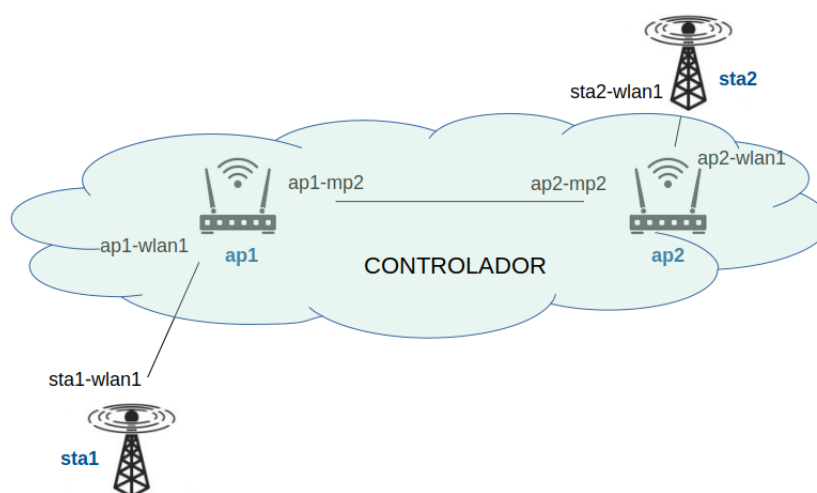 sta2
sta2-wlan1
ap2-wlan1
ap1-mp2
ap2-mp2
ap1-wlan1
ap1
ap2
CONTROLADOR
sta1-wlan1
sta1